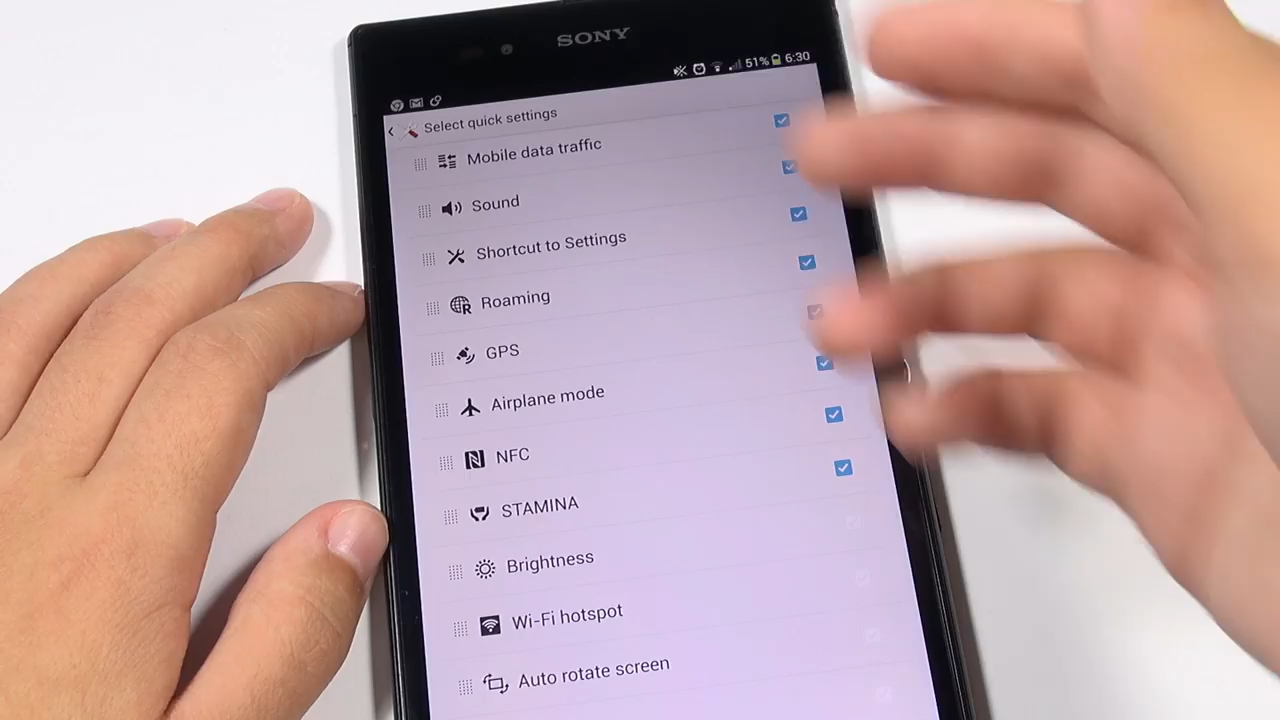 SONY
51% 6:30
Select quick settings
Mobile data traffic
Sound
Shortcut to Settings
Roaming
GPS
Airplane mode
NFC
STAMINA
Brightness
Wi-Fi hotspot
Auto rotate screen